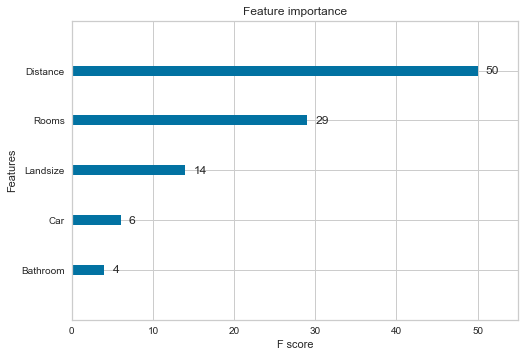 Feature importance
Distance 50
Rooms 29
Landsize 14
Car 6
Bathroom 4
0 10 20 30 40 50
F score
Features